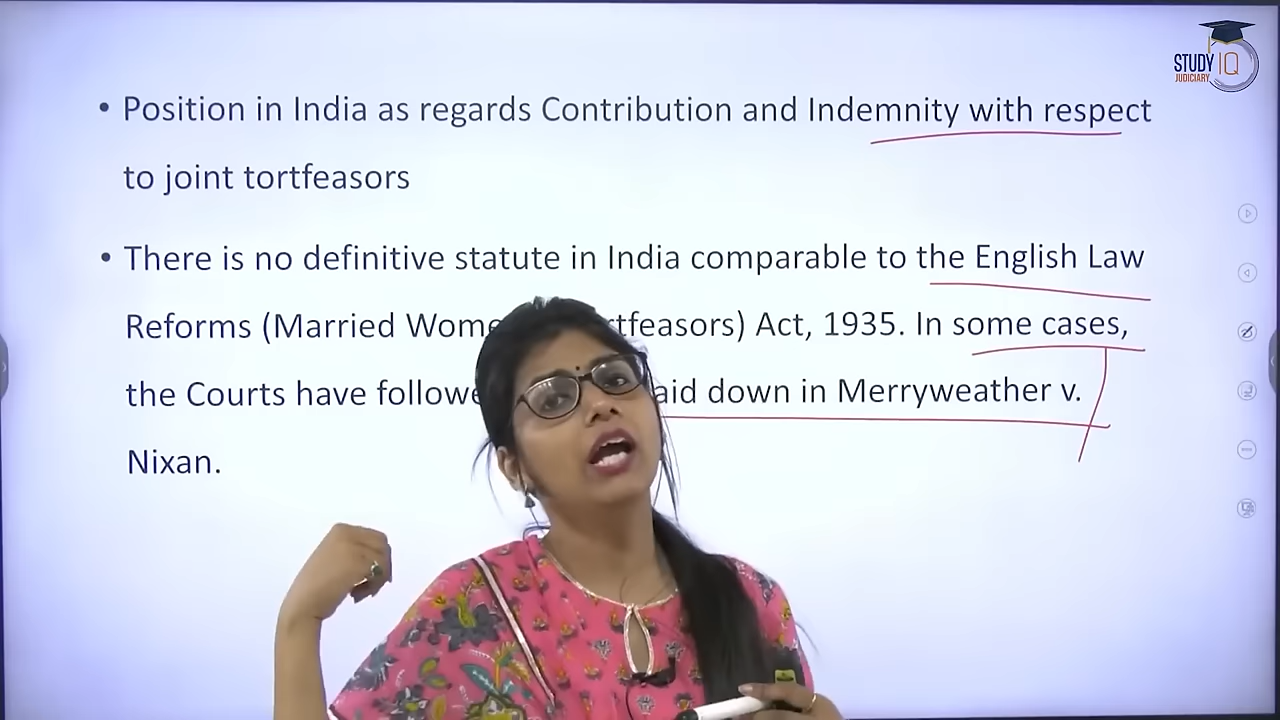 STUDY IQ
JUDICIARY
• Position in India as regards Contribution and Indemnity with respect
to joint tortfeasors
• There is no definitive statute in India comparable to the English Law
Reforms (Married Wome tfeasors) Act, 1935. In some cases,
the Courts have followe aid down in Merryweather v.
Nixan.